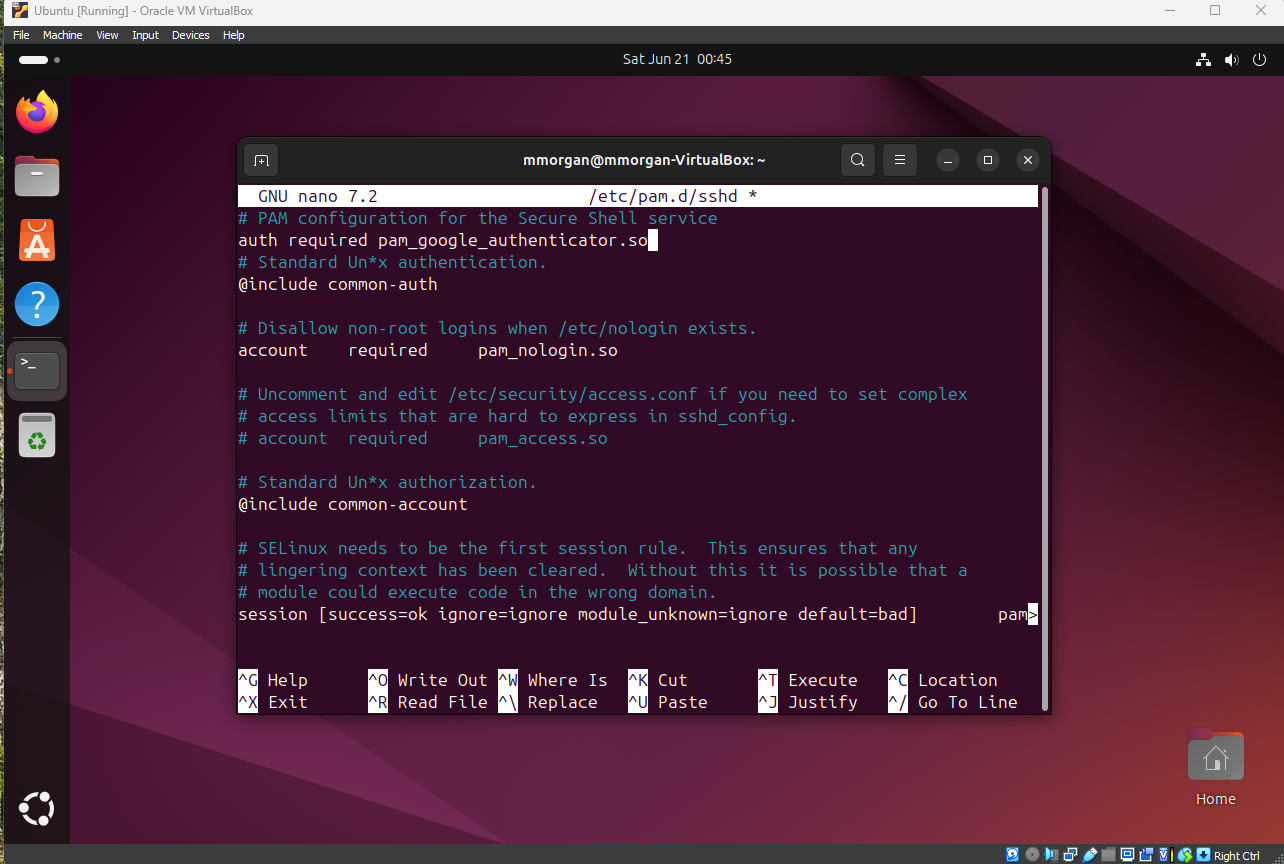 Ubuntu [Running] - Oracle VM VirtualBox
File Machine View Input Devices Help
Sat Jun 21 00:45
mmorgan@mmorgan-VirtualBox: ~
GNU nano 7.2 /etc/pam.d/sshd *
# PAM configuration for the Secure Shell service
auth required pam_google_authenticator.so
# Standard Un*x authentication.
@include common-auth
# Disallow non-root logins when /etc/nologin exists.
account    required     pam_nologin.so
# Uncomment and edit /etc/security/access.conf if you need to set complex
# access limits that are hard to express in sshd_config.
# account  required     pam_access.so
# Standard Un*x authorization.
@include common-account
# SELinux needs to be the first session rule.  This ensures that any
# lingering context has been cleared.  Without this it is possible that a
# module could execute code in the wrong domain.
session [success=ok ignore=ignore module_unknown=ignore default=bad]        pam>
^G Help ^O Write Out ^W Where Is ^K Cut ^T Execute ^C Location
^X Exit ^R Read File ^\ Replace ^U Paste ^J Justify ^/ Go To Line
Home
Right Ctrl